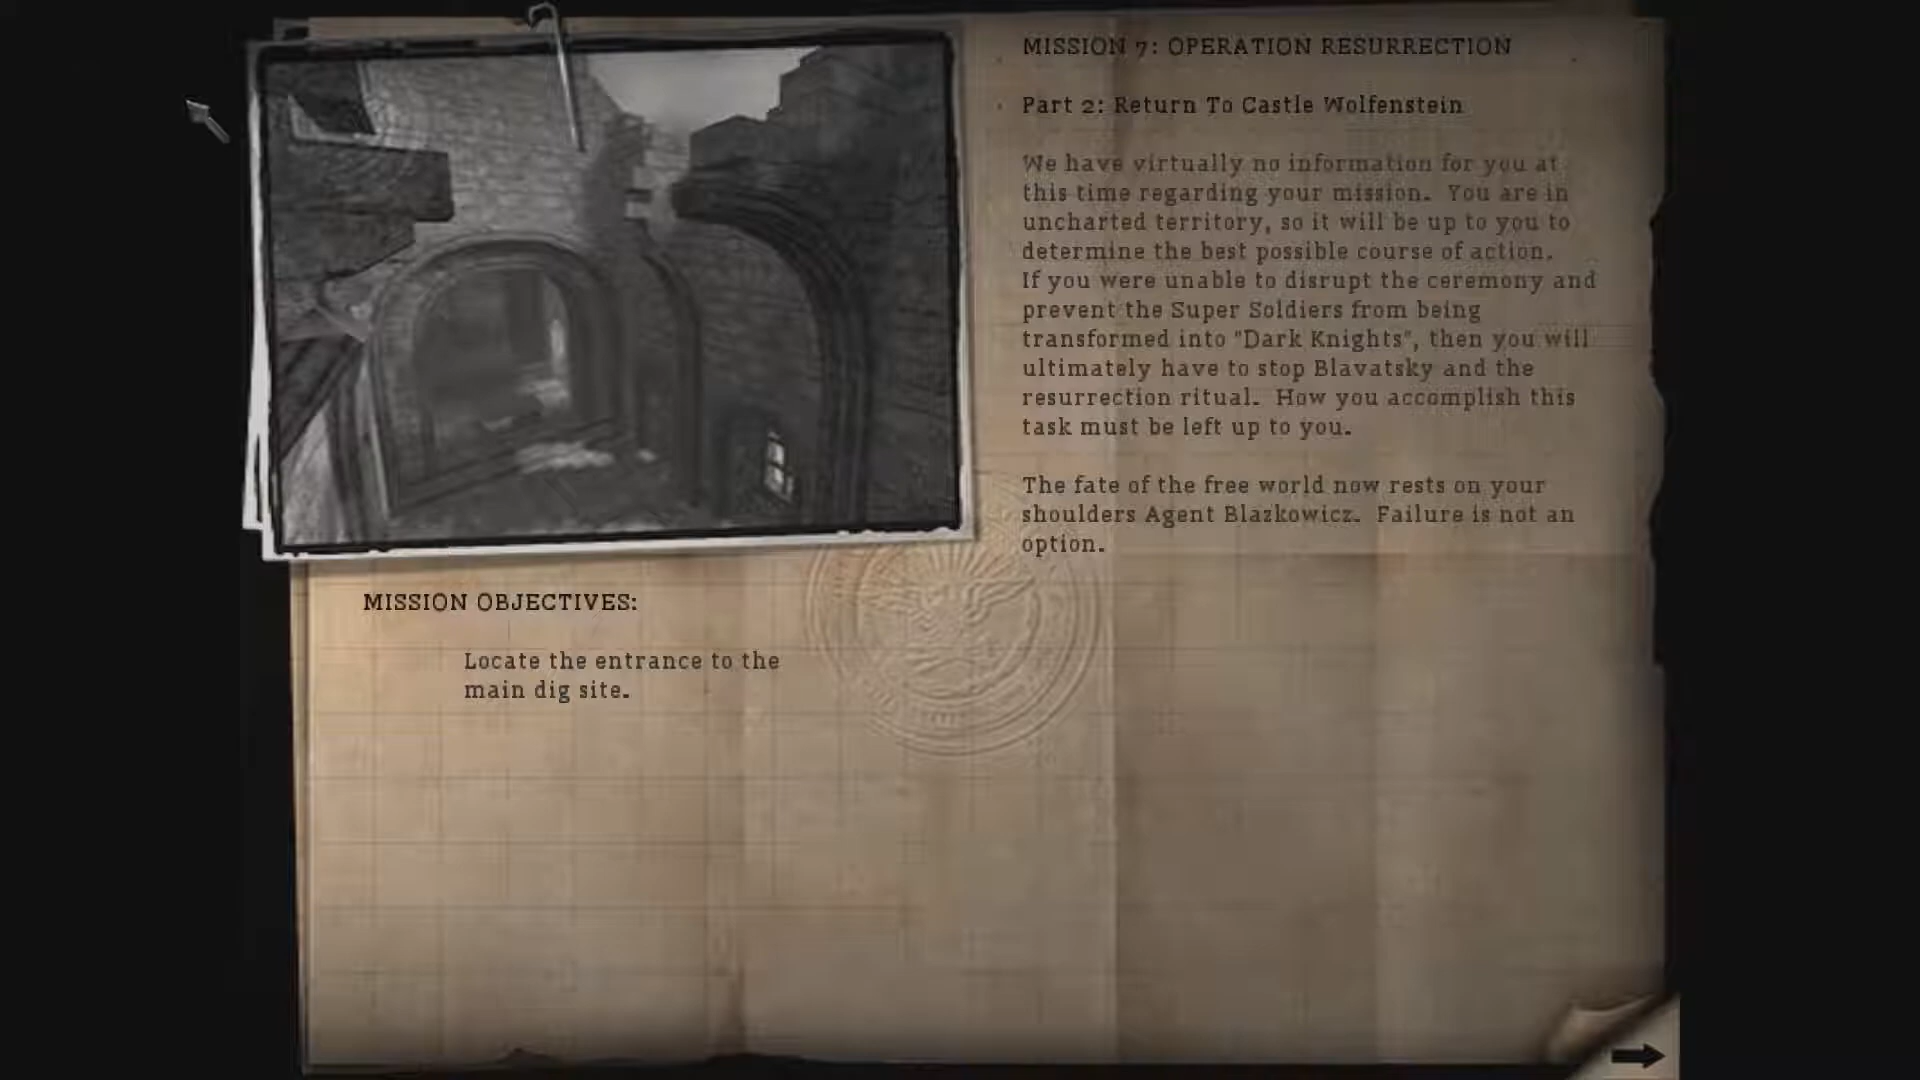 MISSION 7: OPERATION RESURRECTION
Part 2: Return To Castle Wolfenstein
We have virtually no information for you at
this time regarding your mission. You are in
uncharted territory, so it will be up to you to
determine the best possible course of action.
If you were unable to disrupt the ceremony and
prevent the Super Soldiers from being
transformed into "Dark Knights", then you will
ultimately have to stop Blavatsky and the
resurrection ritual. How you accomplish this
task must be left up to you.
The fate of the free world now rests on your
shoulders Agent Blazkowicz. Failure is not an
option.
MISSION OBJECTIVES:
Locate the entrance to the
main dig site.